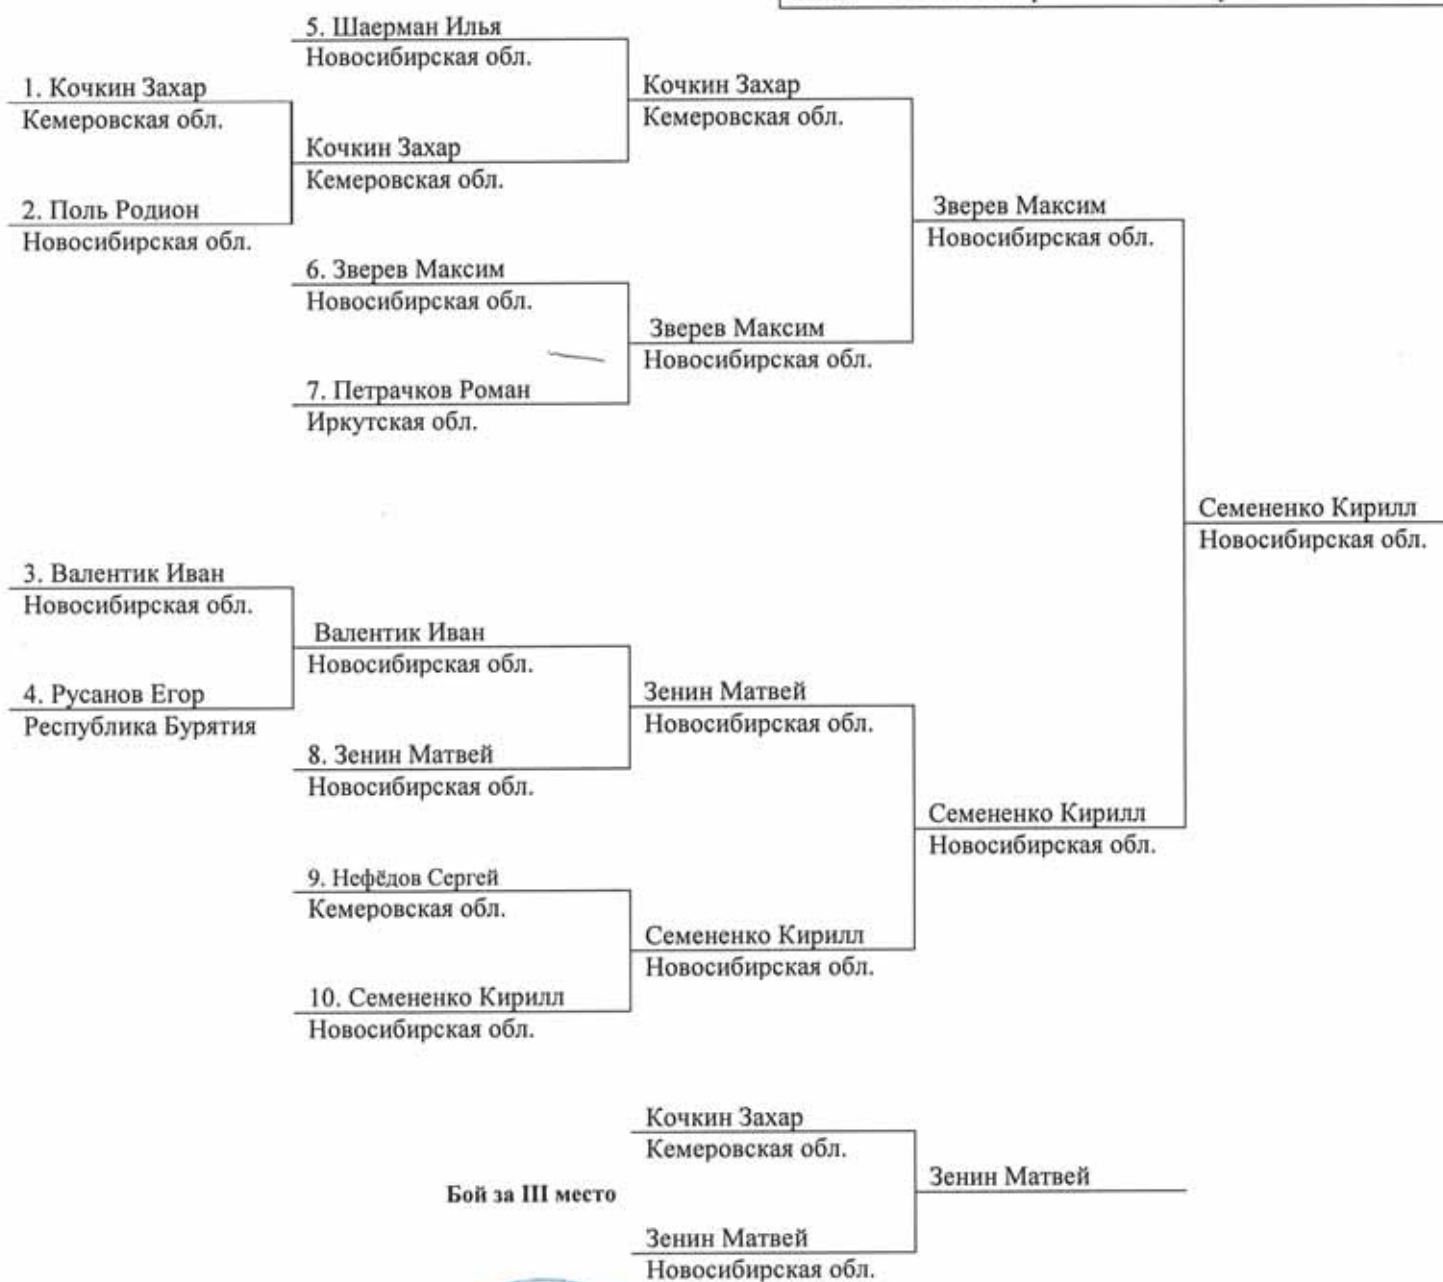 5. Шаерман Илья
Новосибирская обл.
1. Кочкин Захар
Кемеровская обл.
Кочкин Захар
Кемеровская обл.
Кочкин Захар
Кемеровская обл.
2. Поль Родион
Новосибирская обл.
Зверев Максим
Новосибирская обл.
6. Зверев Максим
Новосибирская обл.
Зверев Максим
Новосибирская обл.
7. Петрачков Роман
Иркутская обл.
Семененко Кирилл
Новосибирская обл.
3. Валентик Иван
Новосибирская обл.
Валентик Иван
Новосибирская обл.
4. Русанов Егор
Республика Бурятия
Зенин Матвей
Новосибирская обл.
8. Зенин Матвей
Новосибирская обл.
Семененко Кирилл
Новосибирская обл.
9. Нефёдов Сергей
Кемеровская обл.
Семененко Кирилл
Новосибирская обл.
10. Семененко Кирилл
Новосибирская обл.
Кочкин Захар
Кемеровская обл.
Бой за III место
Зенин Матвей
Зенин Матвей
Новосибирская обл.